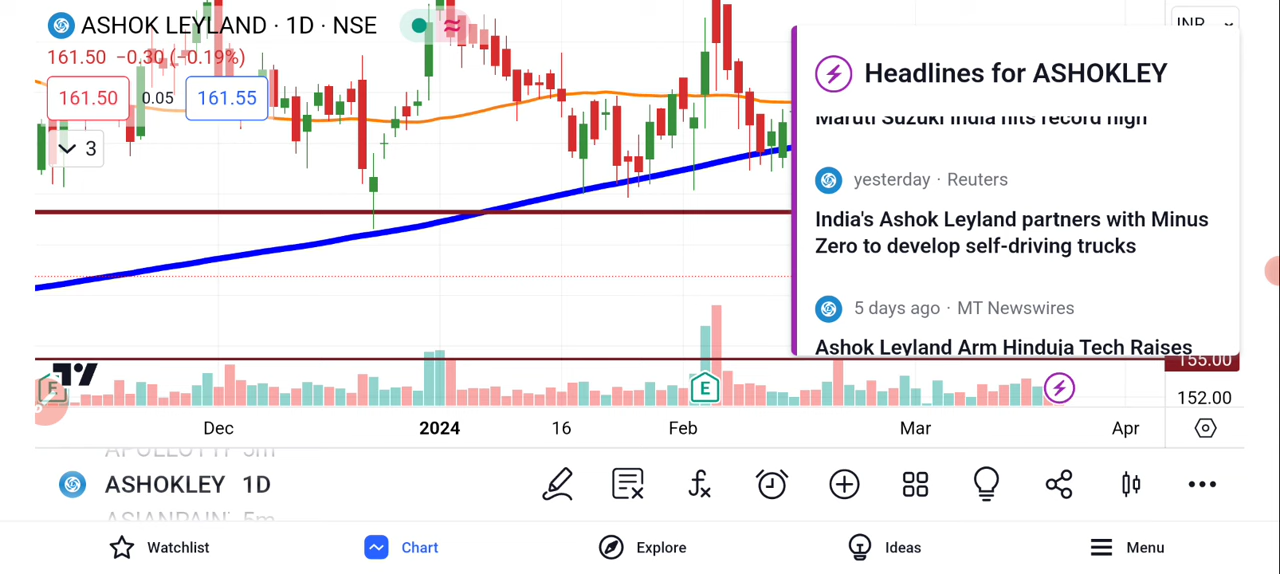 ASHOK LEYLAND · 1D · NSE
INR
161.50 −0.30 (−0.19%)
161.50 0.05 161.55
3
Headlines for ASHOKLEY
Maruti Suzuki India hits record high
yesterday · Reuters
India's Ashok Leyland partners with Minus
Zero to develop self-driving trucks
5 days ago · MT Newswires
Ashok Leyland Arm Hinduja Tech Raises
155.00
E
E
152.00
Dec 2024 16 Feb Mar Apr
ASHOKLEY 1D
Watchlist Chart Explore Ideas Menu